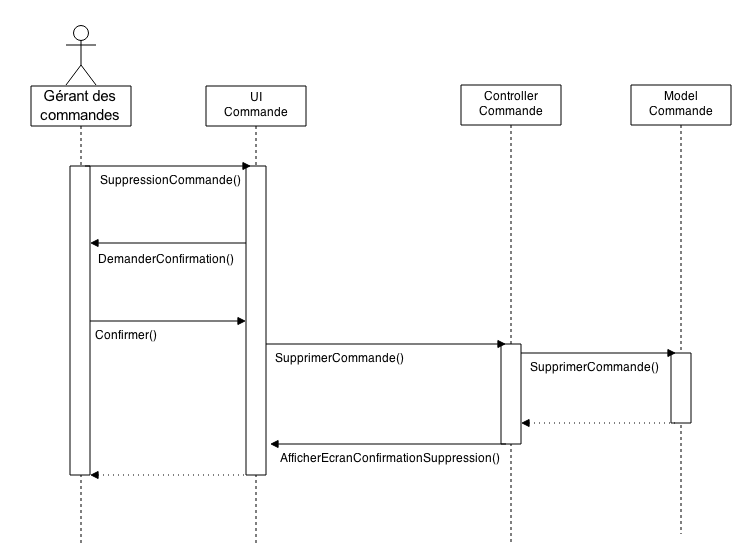 Gérant des
commandes
UI
Commande
Controller
Commande
Model
Commande
SuppressionCommande()
DemanderConfirmation()
Confirmer()
SupprimerCommande()
SupprimerCommande()
AfficherEcranConfirmationSuppression()